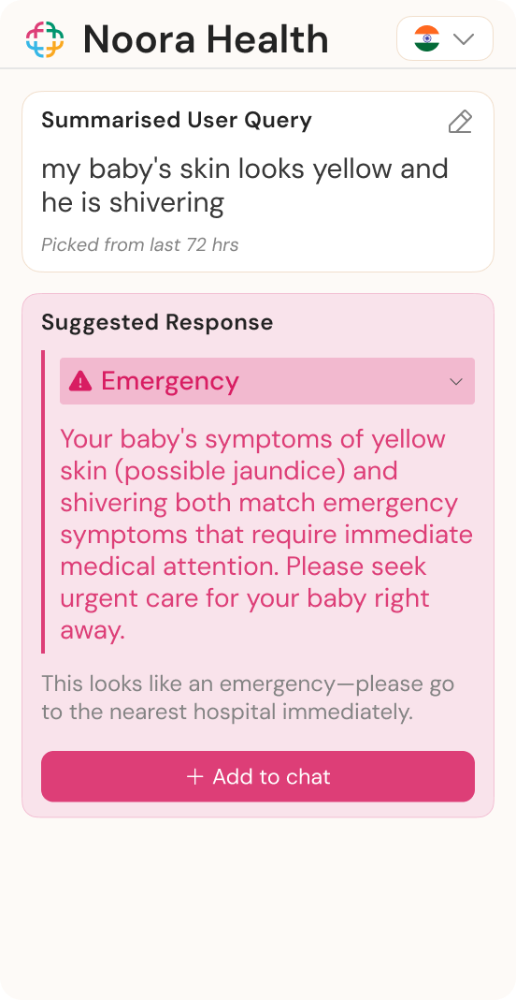 Noora Health
Summarised User Query
my baby's skin looks yellow and
he is shivering
Picked from last 72 hrs
Suggested Response
Emergency
Your baby's symptoms of yellow
skin (possible jaundice) and
shivering both match emergency
symptoms that require immediate
medical attention. Please seek
urgent care for your baby right
away.
This looks like an emergency—please go
to the nearest hospital immediately.
+ Add to chat